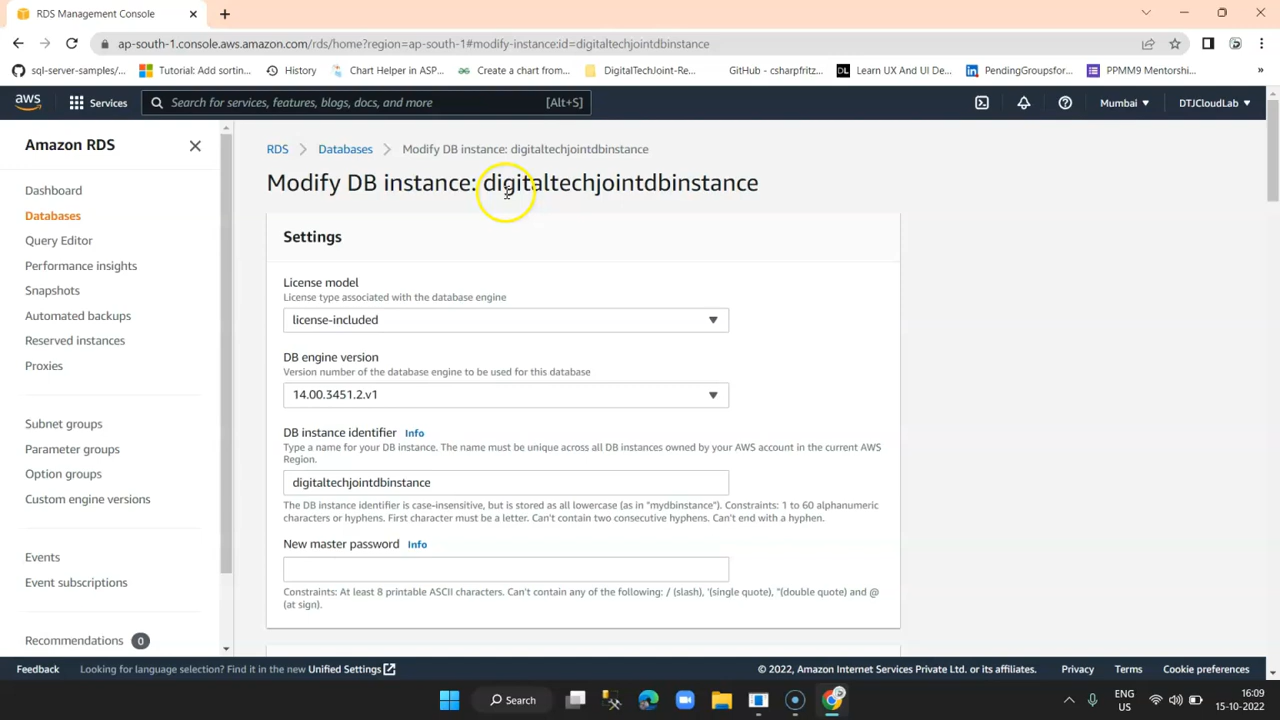 RDS Management Console
ap-south-1.console.aws.amazon.com/rds/home?region=ap-south-1#modify-instance:id=digitaltechjointdbinstance
sql-server-samples/...
Tutorial: Add sortin...
History
Chart Helper in ASP...
Create a chart from...
DigitalTechJoint-Re...
GitHub - csharpfritz...
DL
Learn UX And UI De...
PendingGroupsfor...
PPMM9 Mentorshi...
»
aws
Services
Search for services, features, blogs, docs, and more
[Alt+S]
Mumbai
DTJCloudLab
Amazon RDS
Dashboard
Databases
Query Editor
Performance insights
Snapshots
Automated backups
Reserved instances
Proxies
Subnet groups
Parameter groups
Option groups
Custom engine versions
Events
Event subscriptions
Recommendations 0
RDS
Databases
Modify DB instance: digitaltechjointdbinstance
Modify DB instance: digitaltechjointdbinstance
Settings
License model
License type associated with the database engine
license-included
DB engine version
Version number of the database engine to be used for this database
14.00.3451.2.v1
DB instance identifier Info
Type a name for your DB instance. The name must be unique across all DB instances owned by your AWS account in the current AWS
Region.
digitaltechjointdbinstance
The DB instance identifier is case-insensitive, but is stored as all lowercase (as in "mydbinstance"). Constraints: 1 to 60 alphanumeric
characters or hyphens. First character must be a letter. Can't contain two consecutive hyphens. Can't end with a hyphen.
New master password Info
Constraints: At least 8 printable ASCII characters. Can't contain any of the following: / (slash), '(single quote), "(double quote) and @
(at sign).
Feedback
Looking for language selection? Find it in the new Unified Settings
© 2022, Amazon Internet Services Private Ltd. or its affiliates.
Privacy
Terms
Cookie preferences
Search
ENG
US
16:09
15-10-2022